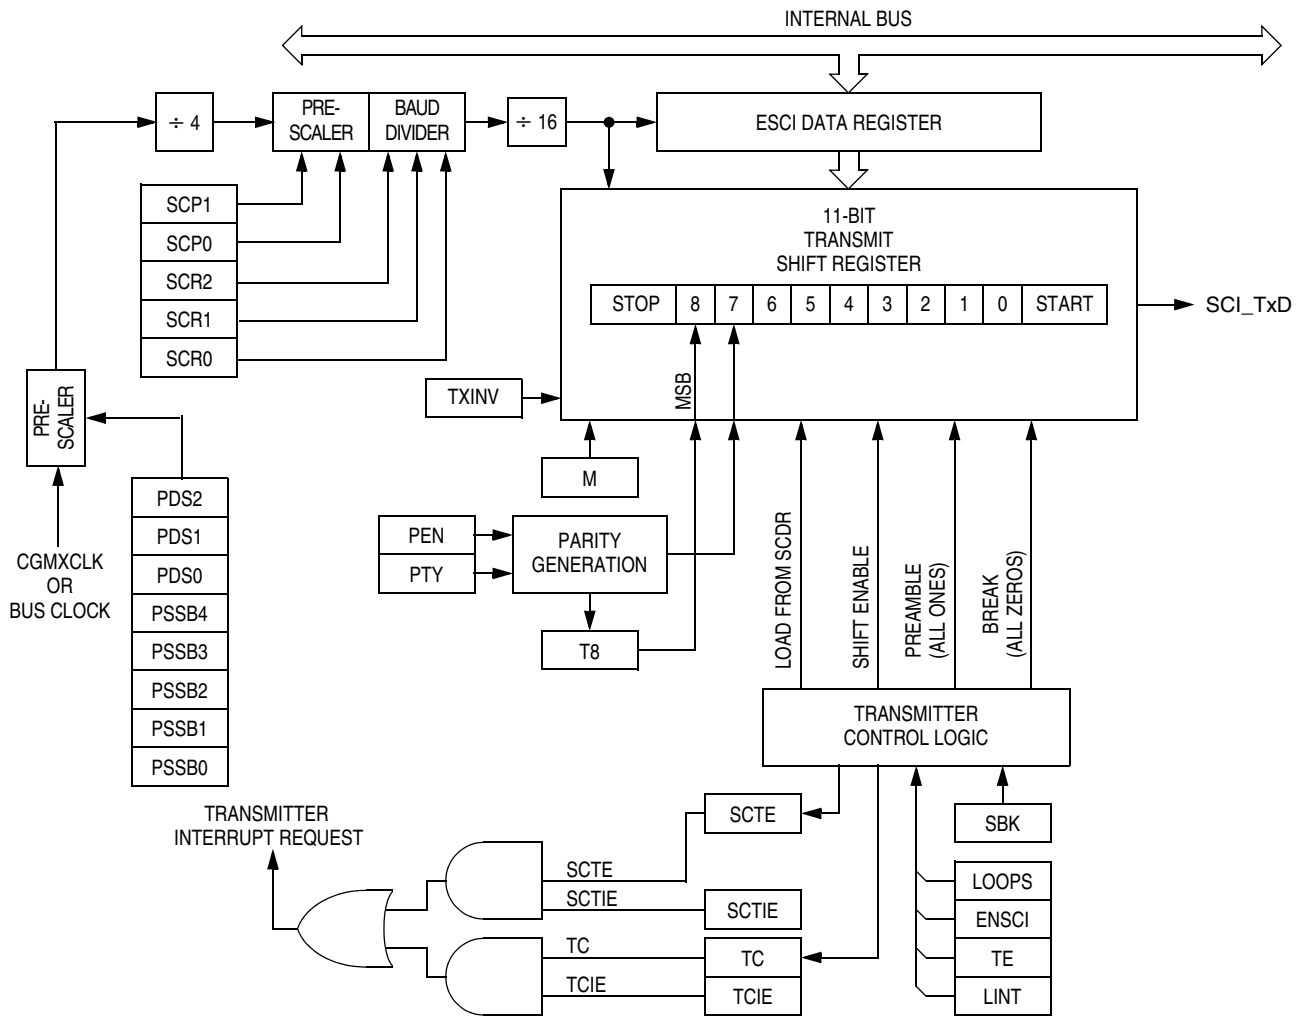 INTERNAL BUS
÷ 4
PRE-
SCALER
BAUD
DIVIDER
÷ 16
ESCI DATA REGISTER
SCP1
SCP0
SCR2
SCR1
SCR0
11-BIT
TRANSMIT
SHIFT REGISTER
STOP 8 7 6 5 4 3 2 1 0 START
SCI_TxD
PRE-
SCALER
TXINV
MSB
M
CGMXCLK
OR
BUS CLOCK
PDS2
PDS1
PDS0
PSSB4
PSSB3
PSSB2
PSSB1
PSSB0
PEN
PTY
PARITY
GENERATION
T8
LOAD FROM SCDR
SHIFT ENABLE
PREAMBLE
(ALL ONES)
BREAK
(ALL ZEROS)
TRANSMITTER
CONTROL LOGIC
TRANSMITTER
INTERRUPT REQUEST
SCTE
SBK
SCTE
SCTIE
SCTIE
TC
TC
TCIE
TCIE
LOOPS
ENSCI
TE
LINT